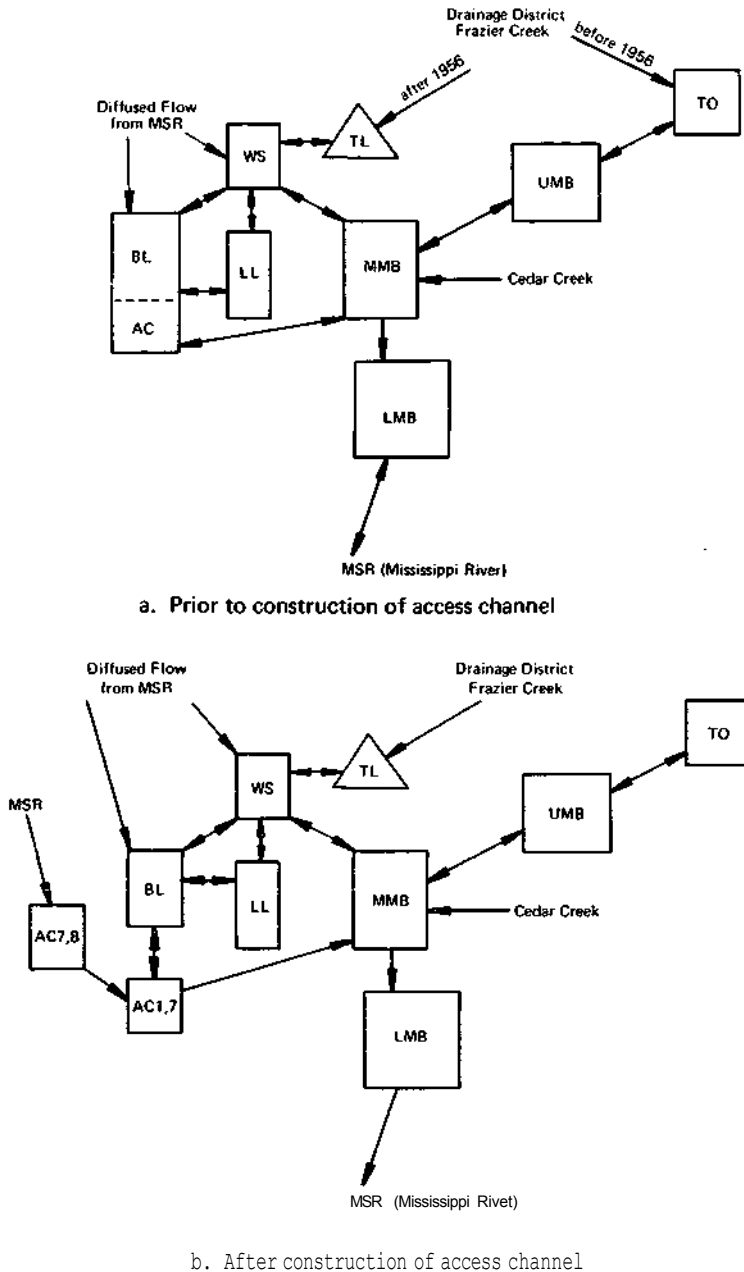 Drainage District
Frazier Creek
before 1956
after 1956
TO
Diffused Flow
from MSR
WS
TL
UMB
BL
LL
MMB
Cedar Creek
AC
LMB
MSR (Mississippi River)
a. Prior to construction of access channel
Diffused Flow
from MSR
Drainage District
Frazier Creek
TO
WS
TL
UMB
MSR
BL
LL
MMB
Cedar Creek
AC7,8
AC1,7
LMB
MSR (Mississippi Rivet)
b. After construction of access channel